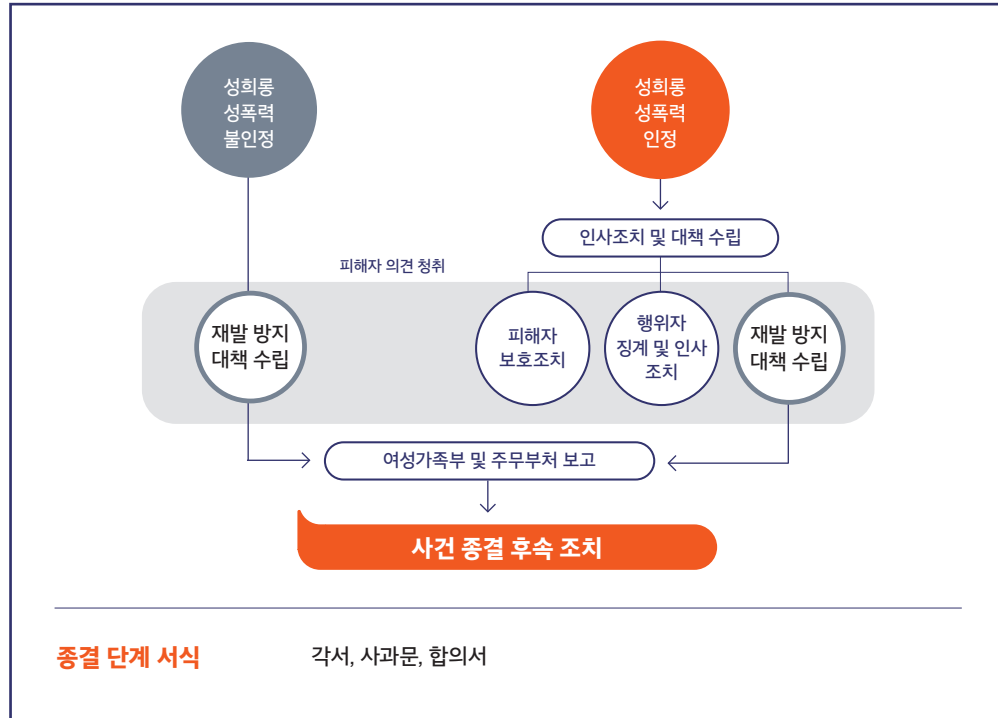 성희롱
성폭력
불인정
성희롱
성폭력
인정
인사조치 및 대책 수립
피해자 의견 청취
재발 방지
대책 수립
피해자
보호조치
행위자
징계 및 인사
조치
재발 방지
대책 수립
여성가족부 및 주무부처 보고
사건 종결 후속 조치
종결 단계 서식 각서, 사과문, 합의서